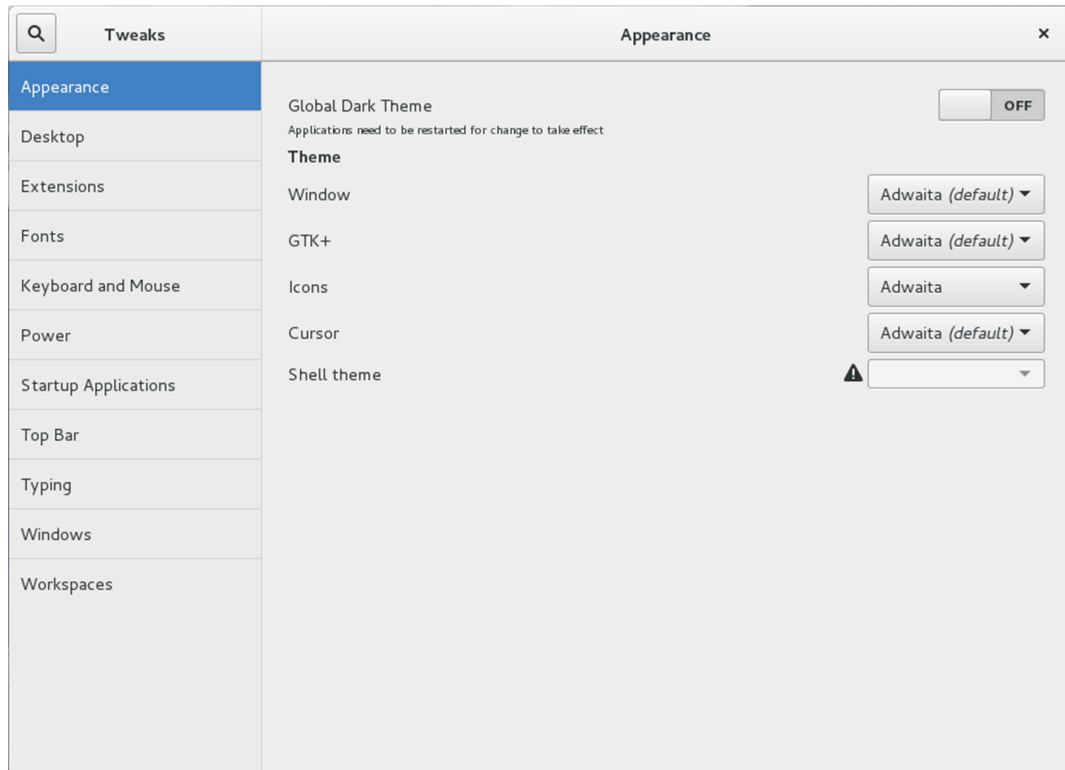 Tweaks
Appearance
Appearance
Desktop
Extensions
Fonts
Keyboard and Mouse
Power
Startup Applications
Top Bar
Typing
Windows
Workspaces
Global Dark Theme OFF
Applications need to be restarted for change to take effect
Theme
Window Adwaita (default)
GTK+ Adwaita (default)
Icons Adwaita
Cursor Adwaita (default)
Shell theme